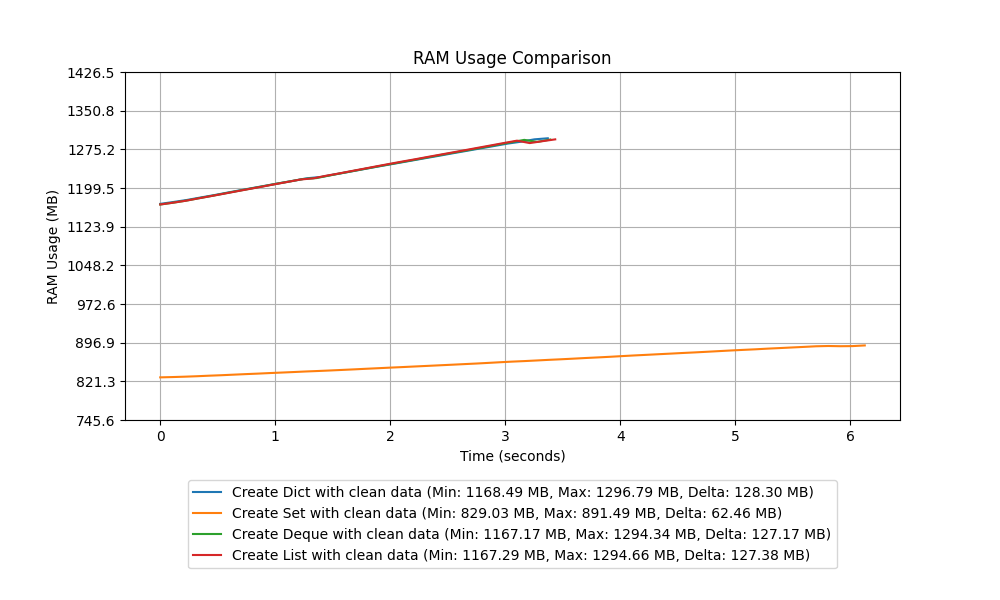 RAM Usage Comparison
1426.5
1350.8
1275.2
1199.5
1123.9
1048.2
972.6
896.9
821.3
745.6
RAM Usage (MB)
0 1 2 3 4 5 6
Time (seconds)
Create Dict with clean data (Min: 1168.49 MB, Max: 1296.79 MB, Delta: 128.30 MB)
Create Set with clean data (Min: 829.03 MB, Max: 891.49 MB, Delta: 62.46 MB)
Create Deque with clean data (Min: 1167.17 MB, Max: 1294.34 MB, Delta: 127.17 MB)
Create List with clean data (Min: 1167.29 MB, Max: 1294.66 MB, Delta: 127.38 MB)